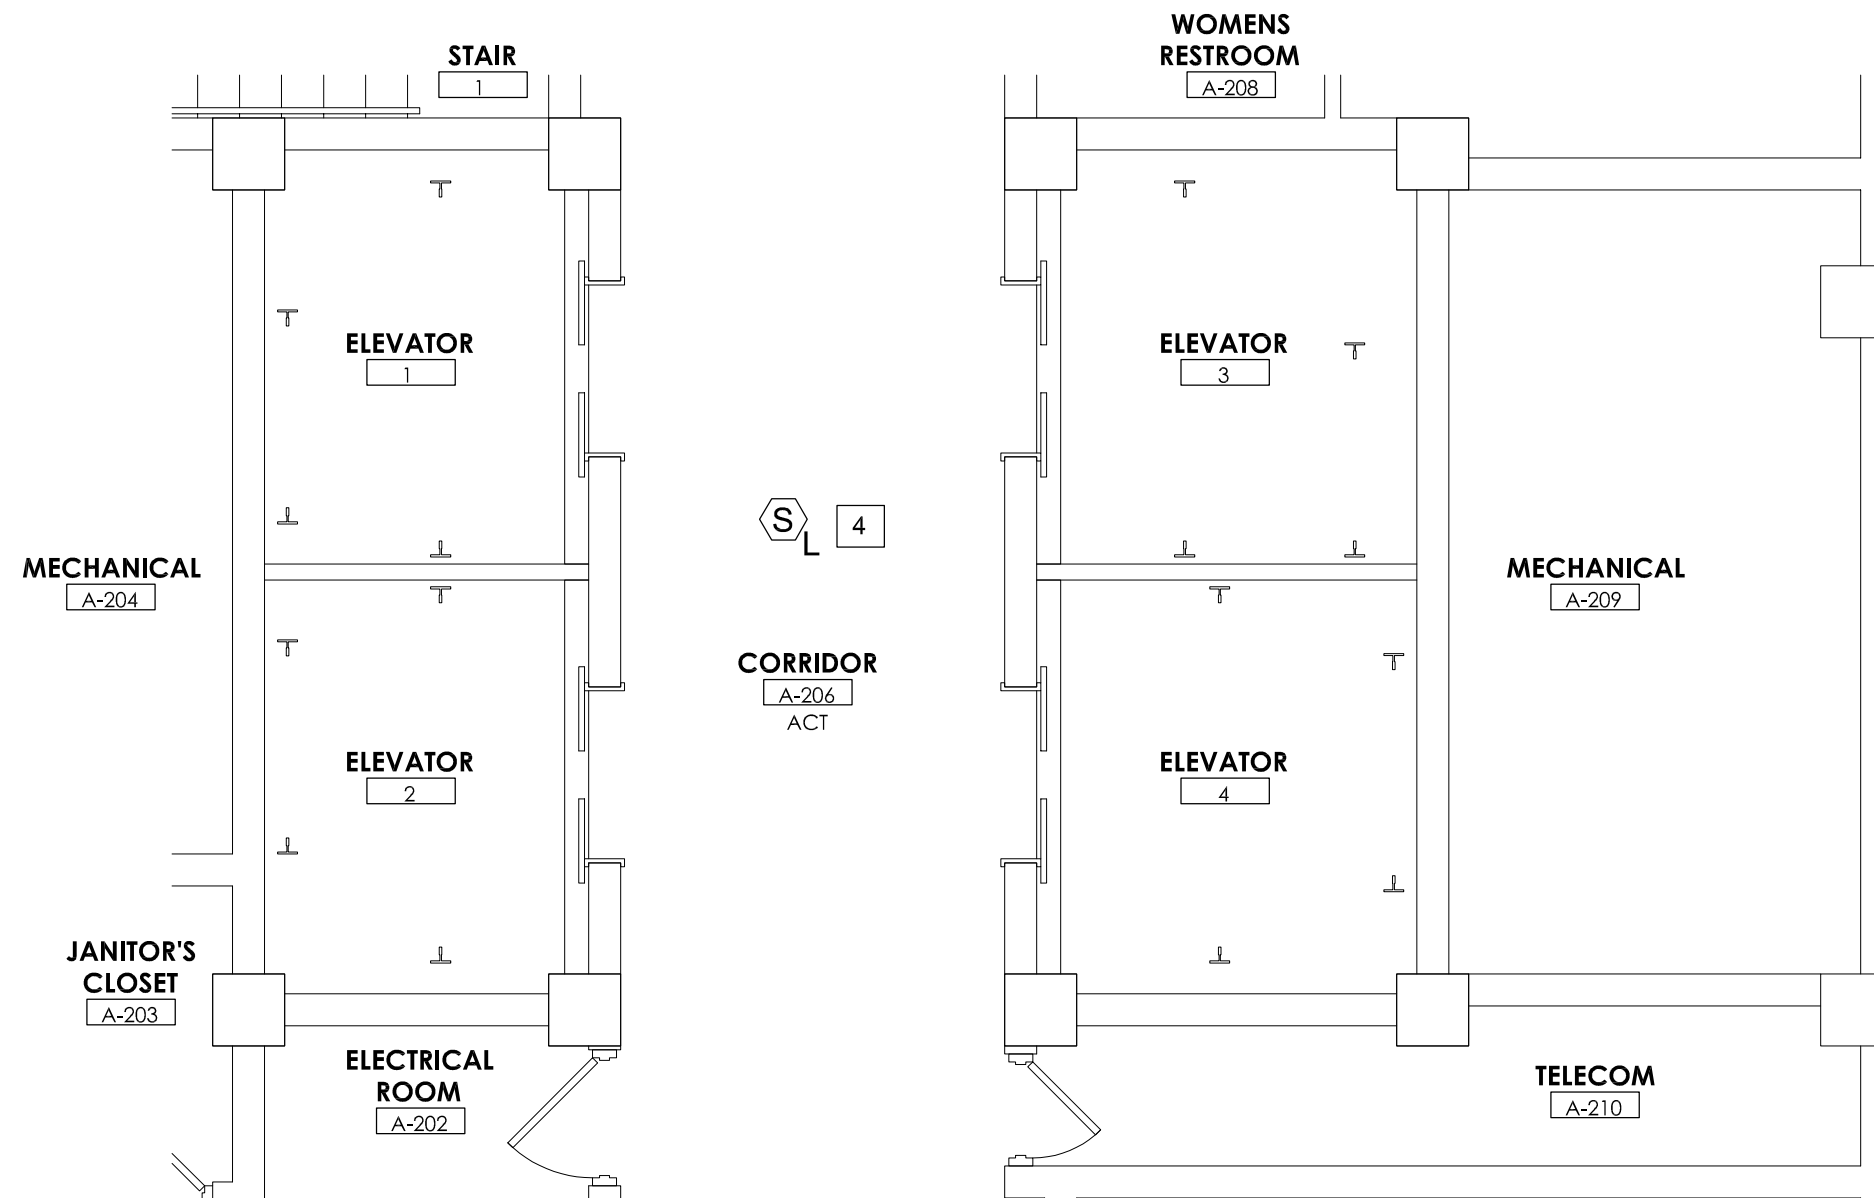 WOMENS
RESTROOM
A-208
STAIR
1
ELEVATOR
1
ELEVATOR
3
S
L
4
MECHANICAL
A-204
MECHANICAL
A-209
CORRIDOR
A-206
ACT
ELEVATOR
2
ELEVATOR
4
JANITOR'S
CLOSET
A-203
ELECTRICAL
ROOM
A-202
TELECOM
A-210